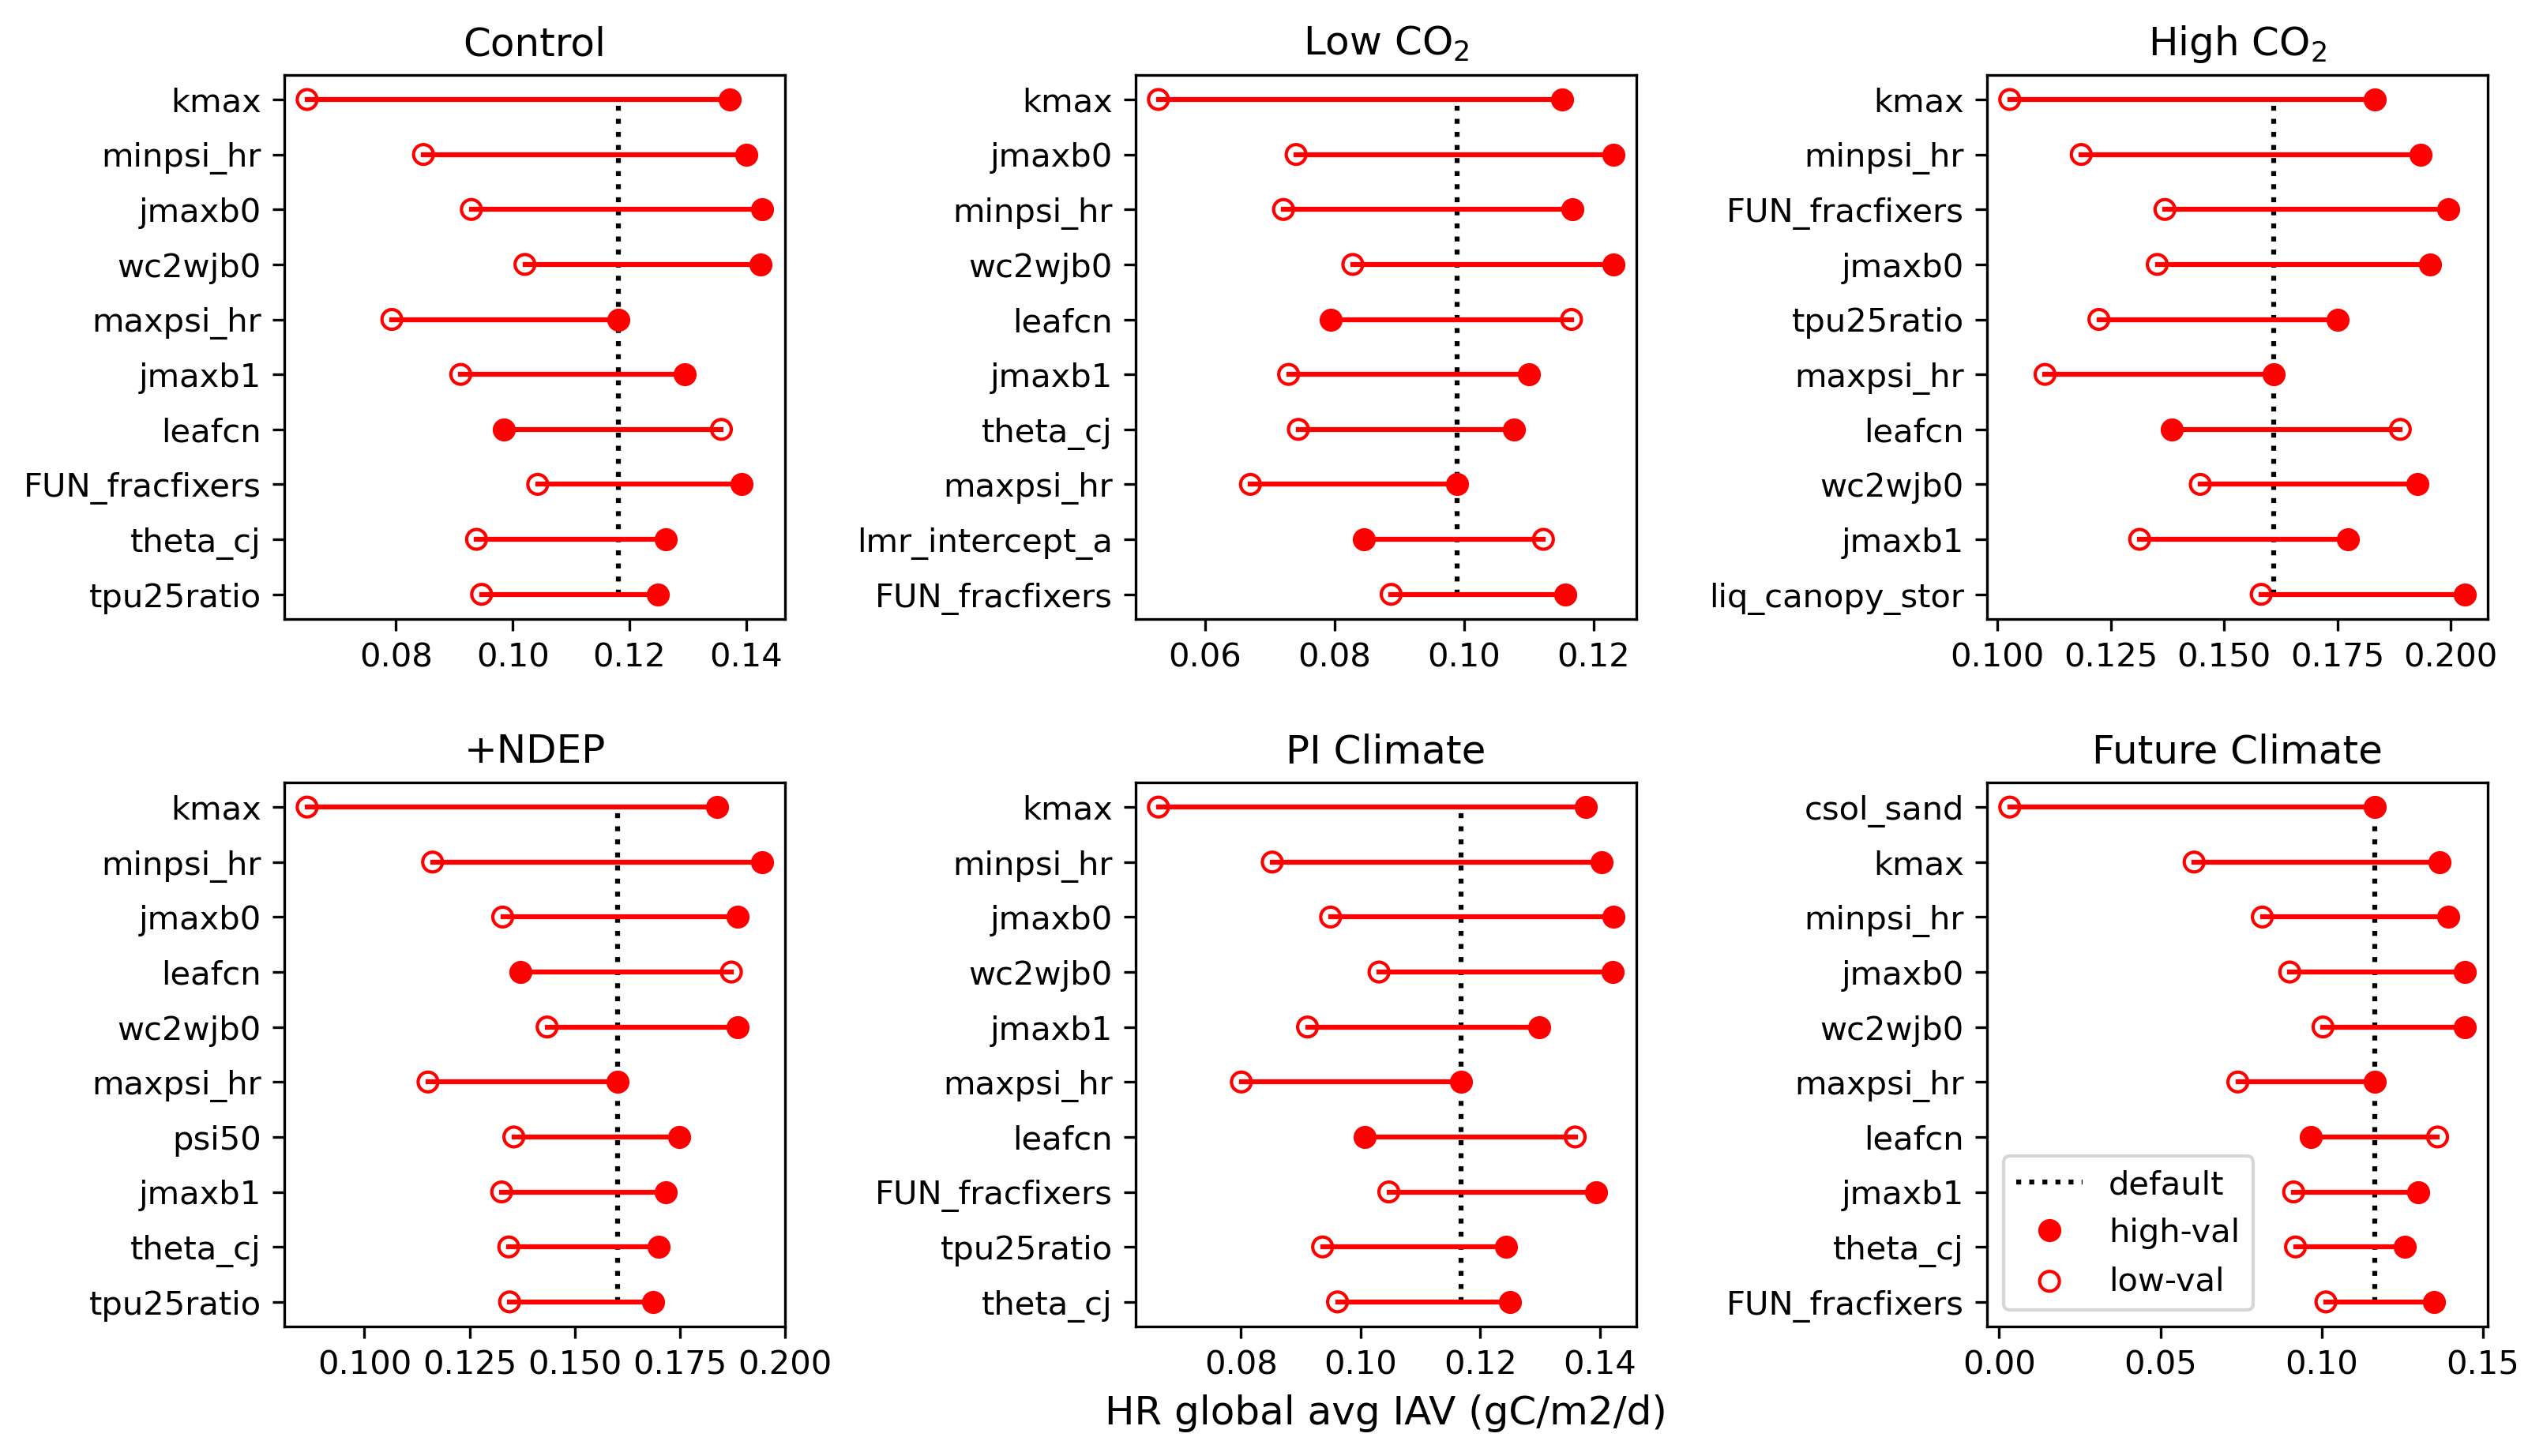 Control
kmax
minpsi_hr
jmaxb0
wc2wjb0
maxpsi_hr
jmaxb1
leafcn
FUN_fracfixers
theta_cj
tpu25ratio
0.08 0.10 0.12 0.14
Low CO₂
kmax
jmaxb0
minpsi_hr
wc2wjb0
leafcn
jmaxb1
theta_cj
maxpsi_hr
lmr_intercept_a
FUN_fracfixers
0.06 0.08 0.10 0.12
High CO₂
kmax
minpsi_hr
FUN_fracfixers
jmaxb0
tpu25ratio
maxpsi_hr
leafcn
wc2wjb0
jmaxb1
liq_canopy_stor
0.100 0.125 0.150 0.175 0.200
+NDEP
kmax
minpsi_hr
jmaxb0
leafcn
wc2wjb0
maxpsi_hr
psi50
jmaxb1
theta_cj
tpu25ratio
0.100 0.125 0.150 0.175 0.200
PI Climate
kmax
minpsi_hr
jmaxb0
wc2wjb0
jmaxb1
maxpsi_hr
leafcn
FUN_fracfixers
tpu25ratio
theta_cj
0.08 0.10 0.12 0.14
HR global avg IAV (gC/m2/d)
Future Climate
csol_sand
kmax
minpsi_hr
jmaxb0
wc2wjb0
maxpsi_hr
leafcn
jmaxb1
theta_cj
FUN_fracfixers
default
high-val
low-val
0.00 0.05 0.10 0.15